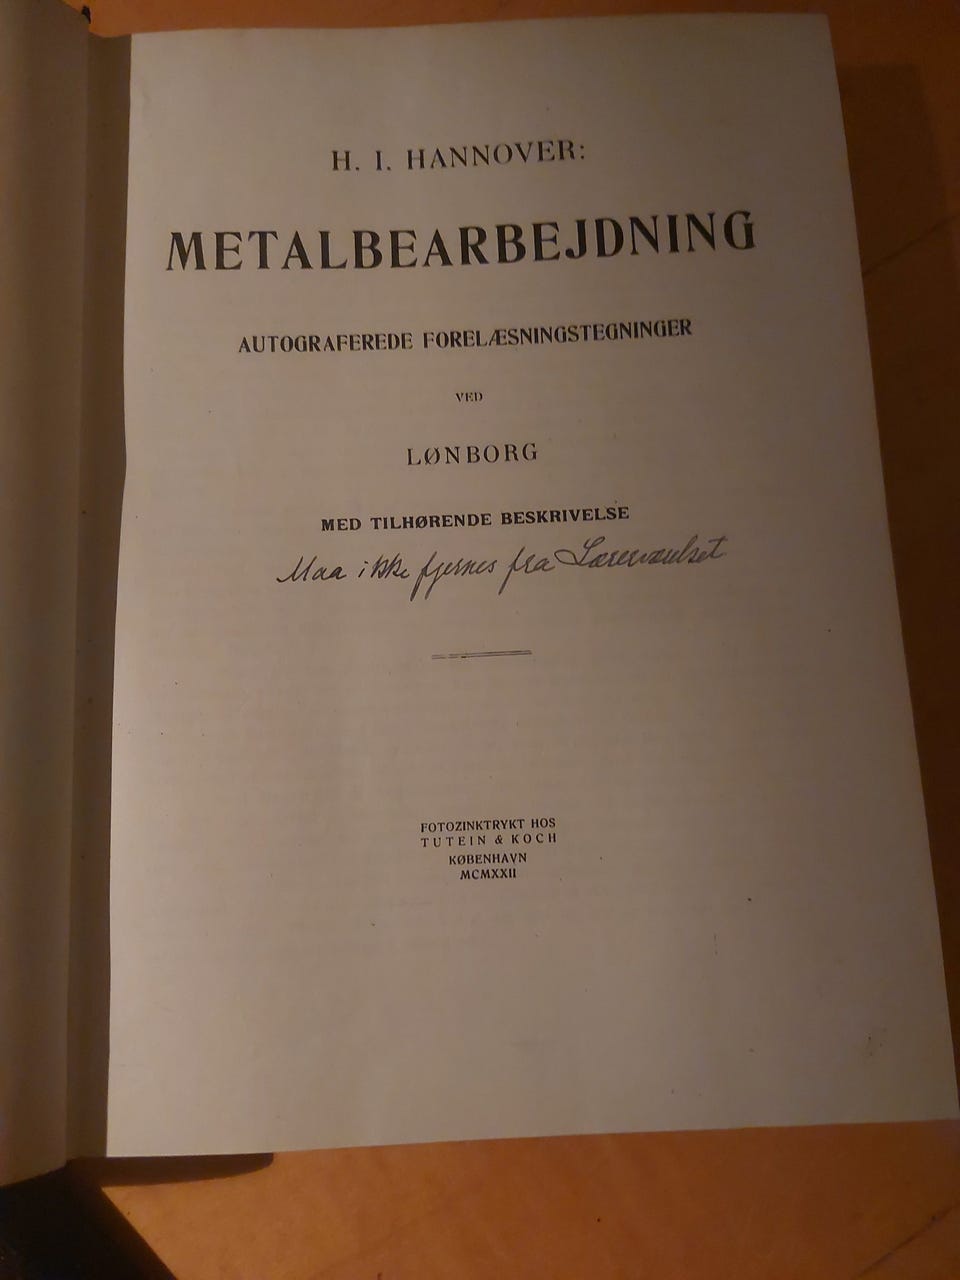 H. I. HANNOVER:
METALBEARBEJDNING
AUTOGRAFEREDE FORELÆSNINGSTEGNINGER
VED
LØNBORG
MED TILHØRENDE BESKRIVELSE
Maa ikke fjernes fra Lærerværelset
FOTOZINKTRYKT HOS
TUTEIN & KOCH
KØBENHAVN
MCMXXII